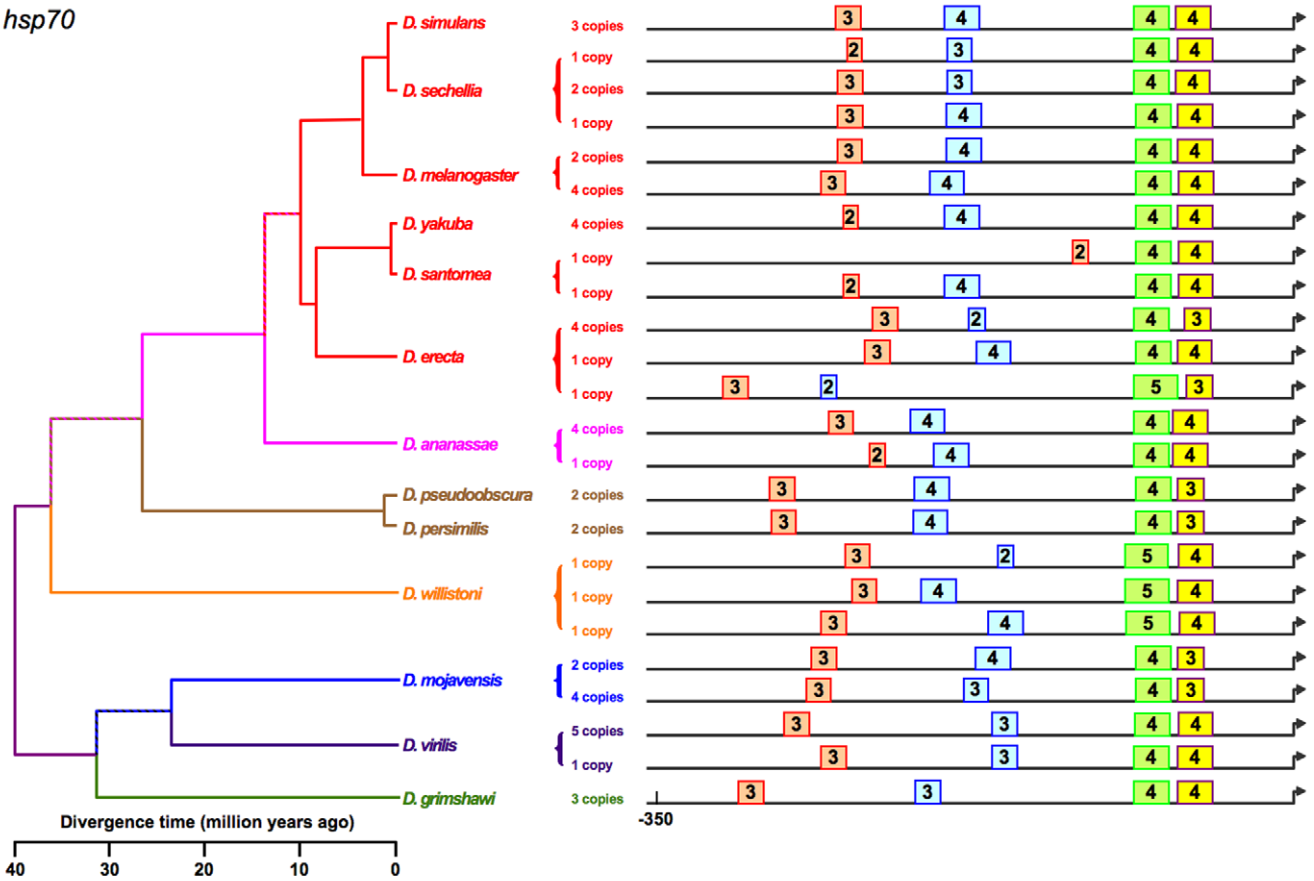 hsp70
D. simulans 3 copies 3 4 4 4
1 copy 2 3 4 4
D. sechellia 2 copies 3 3 4 4
1 copy 3 4 4 4
2 copies 3 4 4 4
D. melanogaster
4 copies 3 4 4 4
D. yakuba 4 copies 2 4 4 4
1 copy 2 4 4
D. santomea
1 copy 2 4 4 4
4 copies 3 2 4 3
D. erecta 1 copy 3 4 4 4
1 copy 3 2 5 3
4 copies 3 4 4 4
D. ananassae
1 copy 2 4 4 4
D. pseudoobscura 2 copies 3 4 4 3
D. persimilis 2 copies 3 4 4 3
1 copy 3 2 5 4
D. willistoni 1 copy 3 4 5 4
1 copy 3 4 5 4
2 copies 3 4 4 3
D. mojavensis
4 copies 3 3 4 3
5 copies 3 3 4 4
D. virilis
1 copy 3 3 4 4
D. grimshawi 3 copies 3 3 4 4
-350
Divergence time (million years ago)
40 30 20 10 0